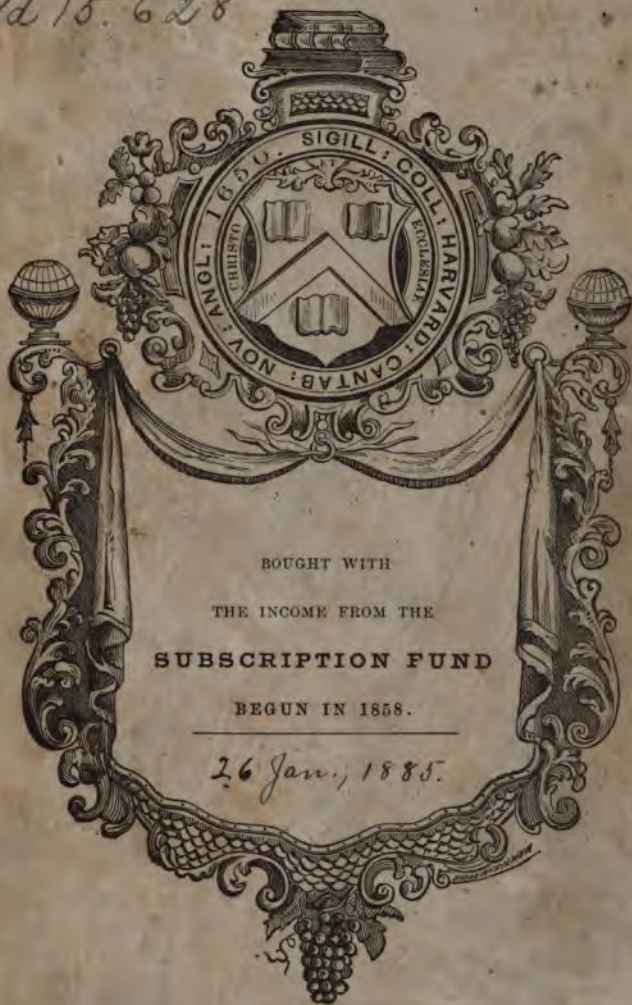 d 15.628
SIGILL: COLL: HARVARD: CANTAB: NOV: ANGL: 1650.
ET
CHRISTO
ECCLESIAE
BOUGHT WITH
THE INCOME FROM THE
SUBSCRIPTION FUND
BEGUN IN 1858.
26 Jan., 1885.